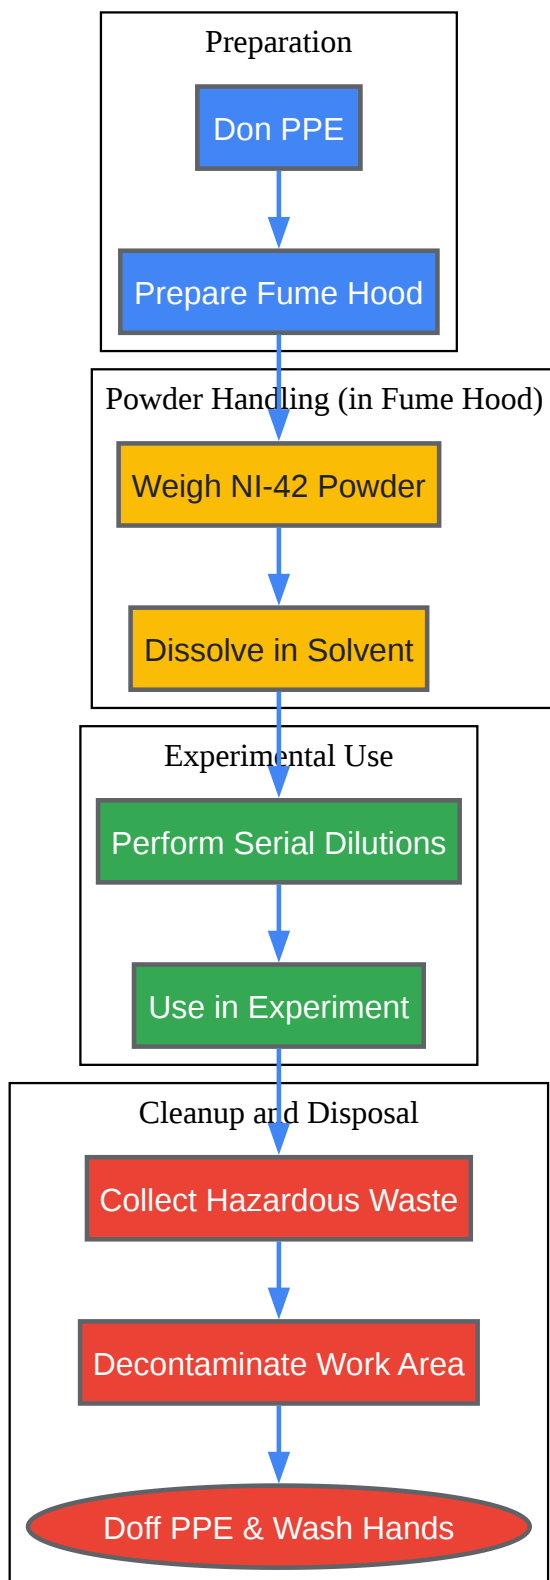 Preparation
Don PPE
Prepare Fume Hood
Powder Handling (in Fume Hood)
Weigh NI-42 Powder
Dissolve in Solvent
Experimental Use
Perform Serial Dilutions
Use in Experiment
Cleanup and Disposal
Collect Hazardous Waste
Decontaminate Work Area
Doff PPE & Wash Hands